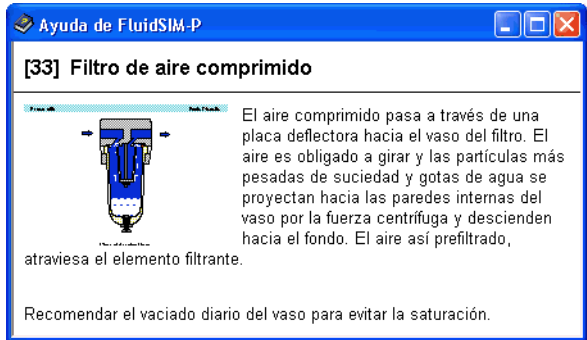 Ayuda de FluidSIM-P
[33] Filtro de aire comprimido
El aire comprimido pasa a través de una
placa deflectora hacia el vaso del filtro. El
aire es obligado a girar y las partículas más
pesadas de suciedad y gotas de agua se
proyectan hacia las paredes internas del
vaso por la fuerza centrífuga y descienden
hacia el fondo. El aire así prefiltrado,
atraviesa el elemento filtrante.
Recomendar el vaciado diario del vaso para evitar la saturación.